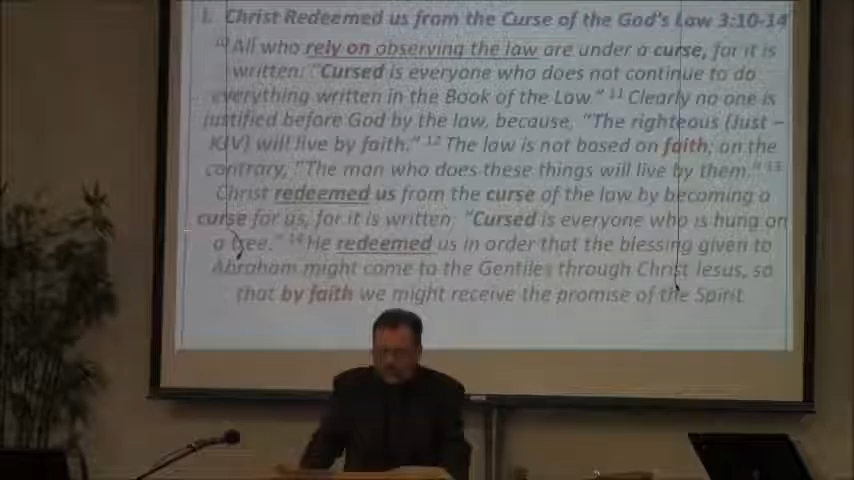 I. Christ Redeemed us from the Curse of the God's Law 3:10-14
10 All who rely on observing the law are under a curse, for it is
written: "Cursed is everyone who does not continue to do
everything written in the Book of the Law." 11 Clearly no one is
justified before God by the law, because, "The righteous (Just –
KJV) will live by faith." 12 The law is not based on faith; on the
contrary, "The man who does these things will live by them." 13
Christ redeemed us from the curse of the law by becoming a
curse for us, for it is written: "Cursed is everyone who is hung on
a tree." 14 He redeemed us in order that the blessing given to
Abraham might come to the Gentiles through Christ Jesus, so
that by faith we might receive the promise of the Spirit